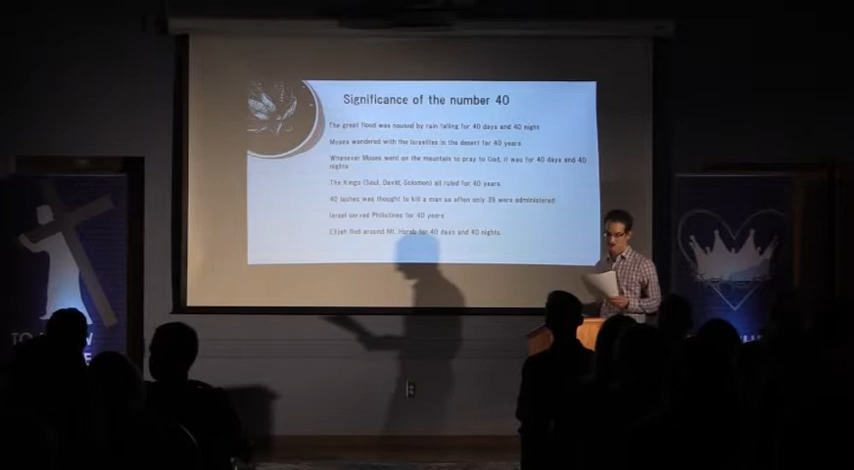 Significance of the number 40
The great flood was caused by rain falling for 40 days and 40 night
Moses wandered with the Israelites in the desert for 40 years
Whenever Moses went on the mountain to pray to God, it was for 40 days and 40
nights
The Kings (Saul, David, Solomon) all ruled for 40 years
40 lashes was thought to kill a man so often only 39 were administered
Israel served Philistines for 40 years
Elijah fled around Mt. Horeb for 40 days and 40 nights.
TO